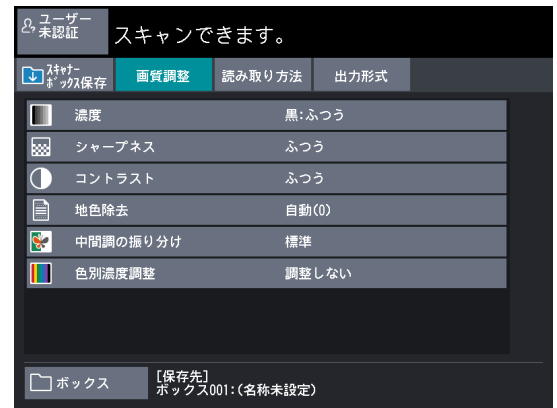 ユーザー
未認証
スキャンできます。
スキャナー
ボックス保存
画質調整
読み取り方法
出力形式
濃度 黒:ふつう
シャープネス ふつう
コントラスト ふつう
地色除去 自動(0)
中間調の振り分け 標準
色別濃度調整 調整しない
ボックス
[保存先]
ボックス001:(名称未設定)